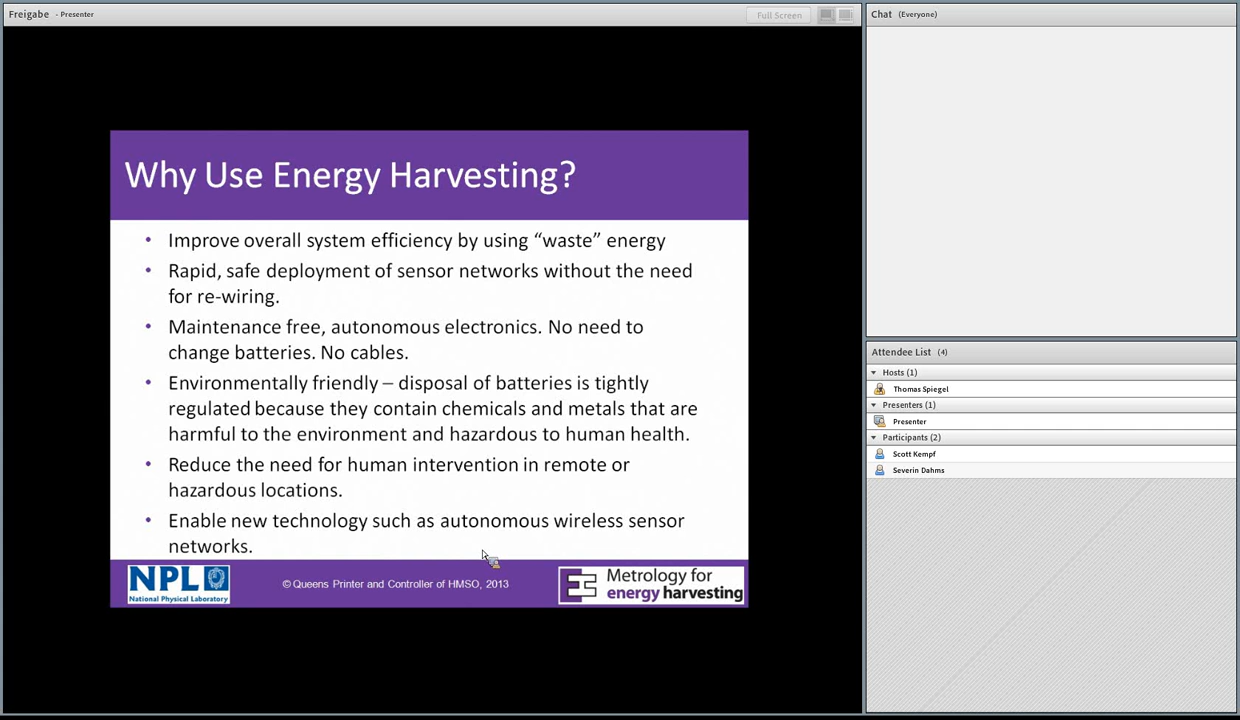 Freigabe - Presenter
Full Screen
Why Use Energy Harvesting?
• Improve overall system efficiency by using “waste” energy
• Rapid, safe deployment of sensor networks without the need
for re-wiring.
• Maintenance free, autonomous electronics. No need to
change batteries. No cables.
• Environmentally friendly – disposal of batteries is tightly
regulated because they contain chemicals and metals that are
harmful to the environment and hazardous to human health.
• Reduce the need for human intervention in remote or
hazardous locations.
• Enable new technology such as autonomous wireless sensor
networks.
NPL
National Physical Laboratory
© Queens Printer and Controller of HMSO, 2013
Metrology for
energy harvesting
Chat (Everyone)
Attendee List (4)
Hosts (1)
Thomas Spiegel
Presenters (1)
Presenter
Participants (2)
Scott Kempf
Severin Dahms